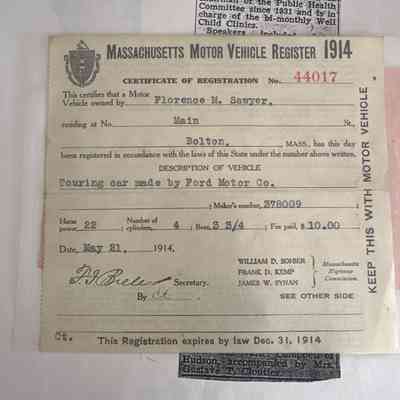 Committee since 1931 and is in
charge of the bi-monthly Well
Child Clinics.
MASSACHUSETTS MOTOR VEHICLE REGISTER 1914
CERTIFICATE OF REGISTRATION No. 44017
This certifies that a Motor
Vehicle owned by Florence M. Sawyer.
residing at No. Main St.,
Bolton. , MASS., has this day
been registered in accordance with the laws of this State under the number above written.
DESCRIPTION OF VEHICLE
Touring car made by Ford Motor Co.
; Maker's number, 378009 ;
Horse power, 22 ; Number of cylinders, 4 ; Bore, 3 3/4 ; Fee paid, $ 10.00
Date, May 21 , 1914.
Secretary.
By Ct.
WILLIAM D. SOHIER
FRANK D. KEMP
JAMES W. SYNAN
Massachusetts
Highway
Commission.
SEE OTHER SIDE
KEEP THIS WITH MOTOR VEHICLE
Ct. This Registration expires by law Dec. 31, 1914
Hudson, accompanied by Mrs.
Gustave T. Cloutier